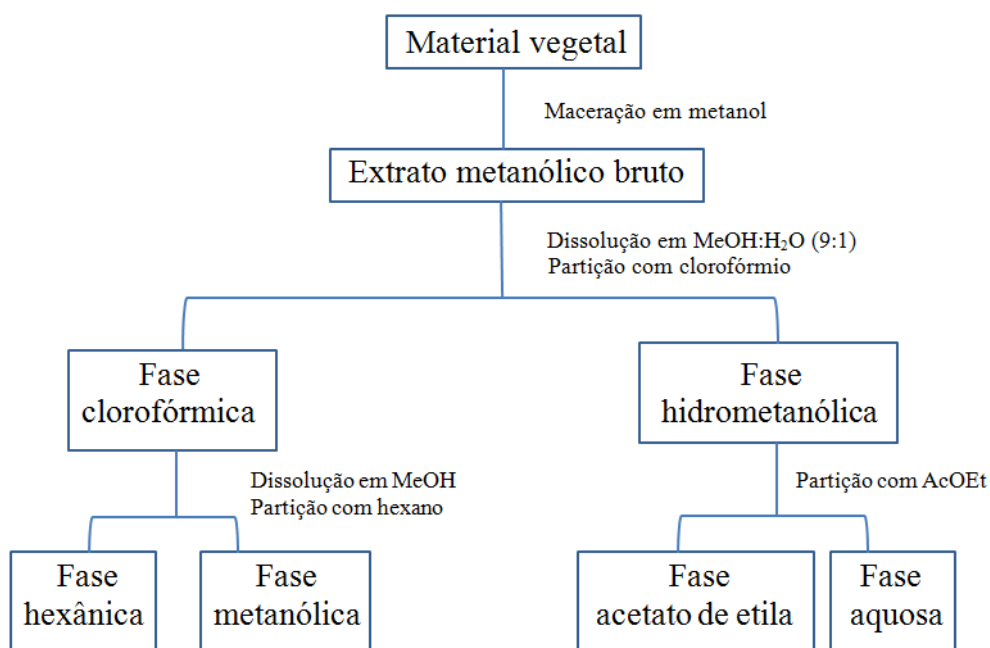 Material vegetal
Maceração em metanol
Extrato metanólico bruto
Dissolução em MeOH:H₂O (9:1)
Partição com clorofórmio
Fase
clorofórmica
Fase
hidrometanólica
Dissolução em MeOH
Partição com hexano
Partição com AcOEt
Fase
hexânica
Fase
metanólica
Fase
acetato de etila
Fase
aquosa